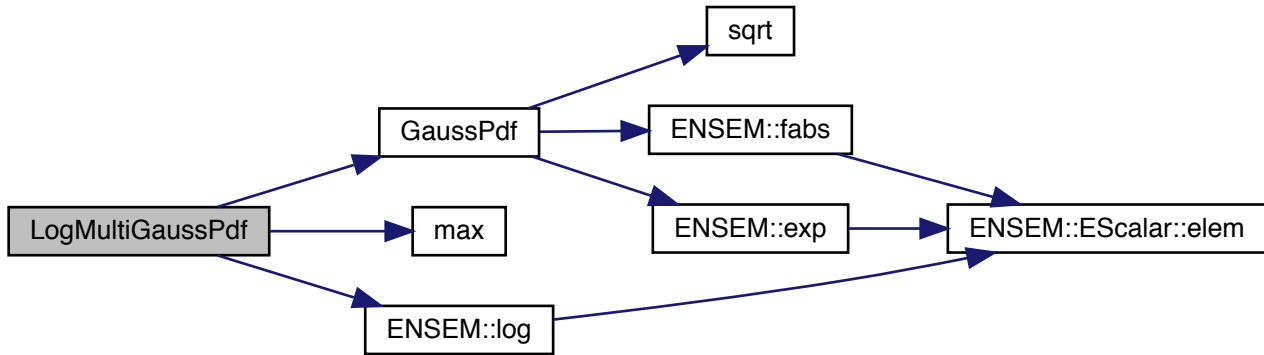 sqrt
GaussPdf
ENSEM::fabs
LogMultiGaussPdf
max
ENSEM::exp
ENSEM::EScalar::elem
ENSEM::log